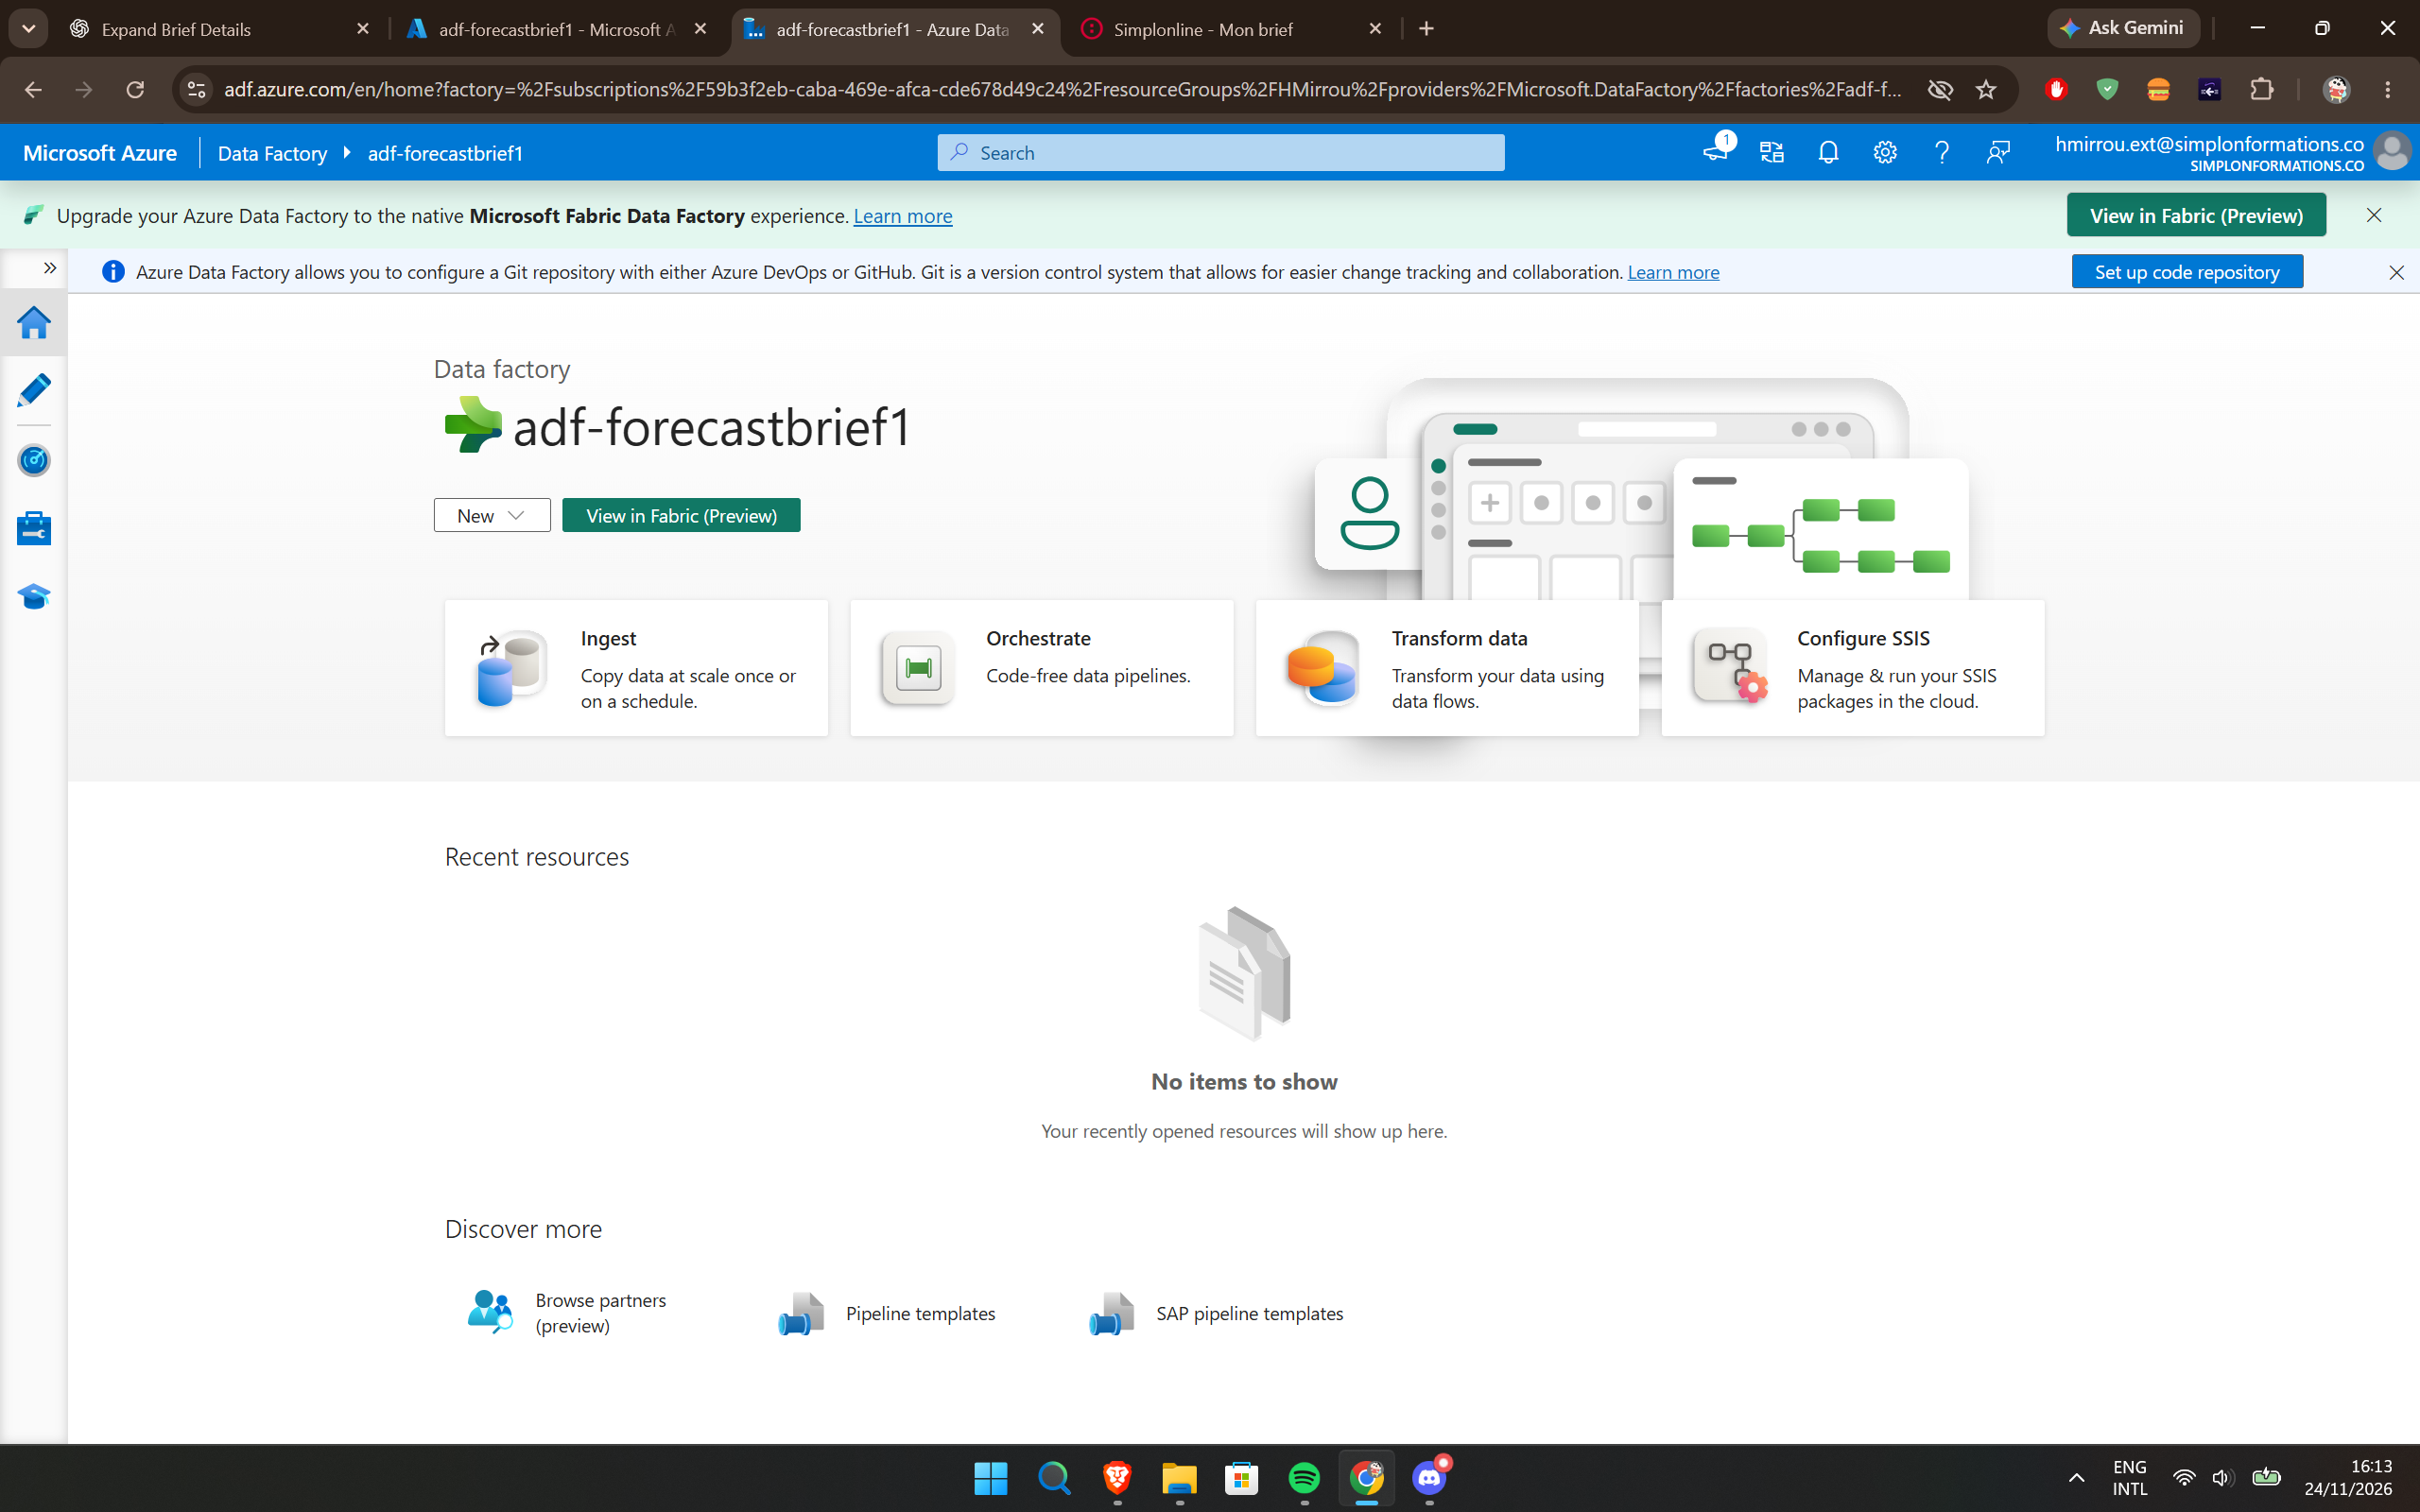 Expand Brief Details
adf-forecastbrief1 - Microsoft A
adf-forecastbrief1 - Azure Data
Simplonline - Mon brief
Ask Gemini
adf.azure.com/en/home?factory=%2Fsubscriptions%2F59b3f2eb-caba-469e-afca-cde678d49c24%2FresourceGroups%2FHMirrou%2Fproviders%2FMicrosoft.DataFactory%2Ffactories%2Fadf-f...
Microsoft Azure
Data Factory
adf-forecastbrief1
Search
1
hmirrou.ext@simplonformations.co
SIMPLONFORMATIONS.CO
Upgrade your Azure Data Factory to the native Microsoft Fabric Data Factory experience. Learn more
View in Fabric (Preview)
Azure Data Factory allows you to configure a Git repository with either Azure DevOps or GitHub. Git is a version control system that allows for easier change tracking and collaboration. Learn more
Set up code repository
Data factory
adf-forecastbrief1
New
View in Fabric (Preview)
Ingest
Copy data at scale once or
on a schedule.
Orchestrate
Code-free data pipelines.
Transform data
Transform your data using
data flows.
Configure SSIS
Manage & run your SSIS
packages in the cloud.
Recent resources
No items to show
Your recently opened resources will show up here.
Discover more
Browse partners
(preview)
Pipeline templates
SAP pipeline templates
ENG
INTL
16:13
24/11/2026